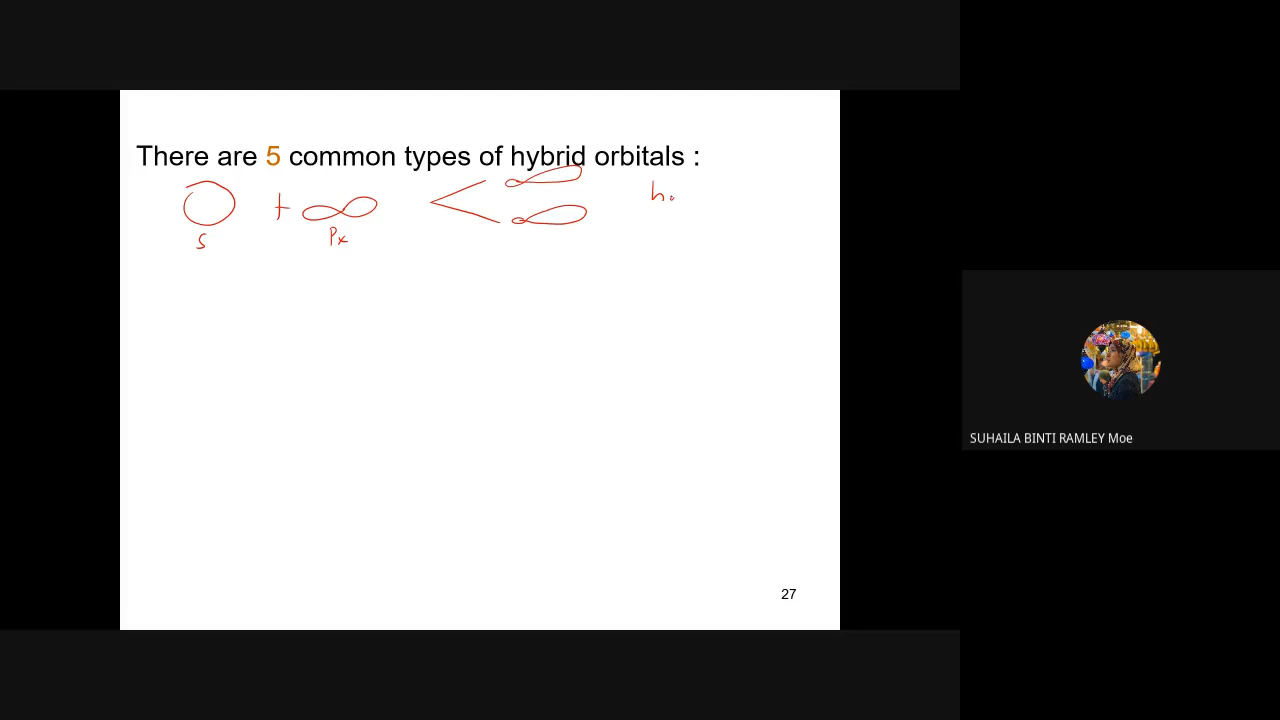 There are 5 common types of hybrid orbitals :
+
s
Px
SUHAILA BINTI RAMLEY Moe
27